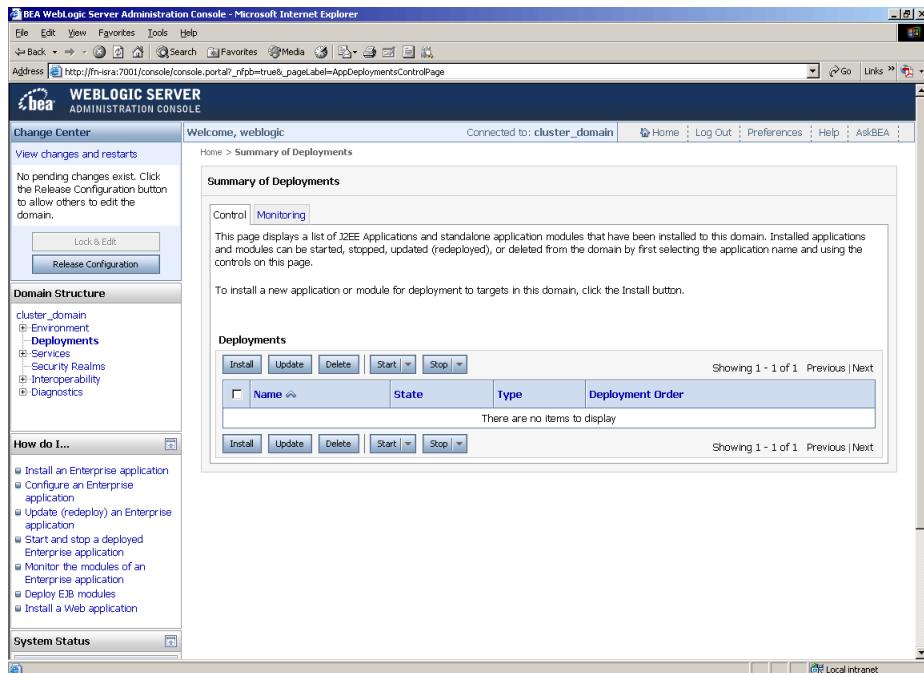 BEA WebLogic Server Administration Console - Microsoft Internet Explorer
File Edit View Favorites Tools Help
Back Search Favorites Media
Address http://fn-isra:7001/console/console.portal?_nfpb=true&_pageLabel=AppDeploymentsControlPage Go Links »
bea WEBLOGIC SERVER
ADMINISTRATION CONSOLE
Change Center
View changes and restarts
No pending changes exist. Click
the Release Configuration button
to allow others to edit the
domain.
Lock & Edit
Release Configuration
Domain Structure
cluster_domain
Environment
Deployments
Services
Security Realms
Interoperability
Diagnostics
How do I...
Install an Enterprise application
Configure an Enterprise
application
Update (redeploy) an Enterprise
application
Start and stop a deployed
Enterprise application
Monitor the modules of an
Enterprise application
Deploy EJB modules
Install a Web application
System Status
Welcome, weblogic Connected to: cluster_domain Home Log Out Preferences Help AskBEA
Home > Summary of Deployments
Summary of Deployments
Control Monitoring
This page displays a list of J2EE Applications and standalone application modules that have been installed to this domain. Installed applications
and modules can be started, stopped, updated (redeployed), or deleted from the domain by first selecting the application name and using the
controls on this page.
To install a new application or module for deployment to targets in this domain, click the Install button.
Deployments
Install Update Delete Start Stop Showing 1 - 1 of 1 Previous | Next
Name State Type Deployment Order
There are no items to display
Install Update Delete Start Stop Showing 1 - 1 of 1 Previous | Next
Local intranet